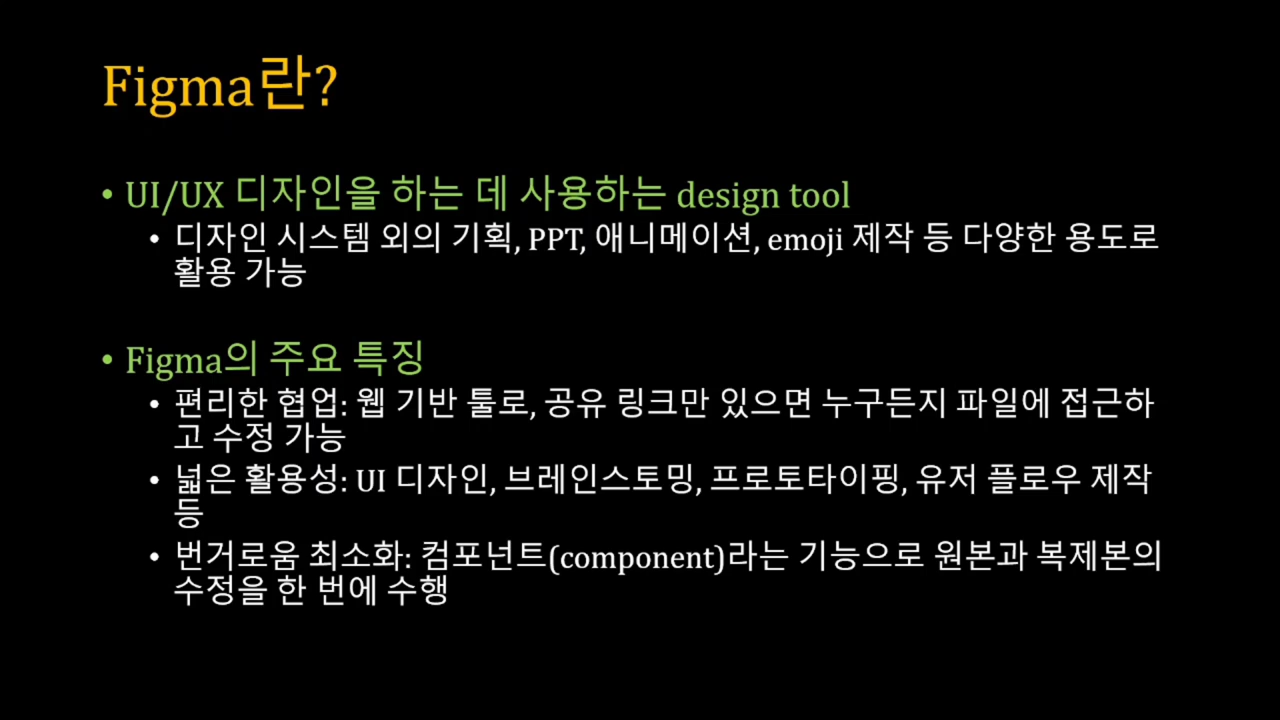 Figma란?
• UI/UX 디자인을 하는 데 사용하는 design tool
• 디자인 시스템 외의 기획, PPT, 애니메이션, emoji 제작 등 다양한 용도로
활용 가능
• Figma의 주요 특징
• 편리한 협업: 웹 기반 툴로, 공유 링크만 있으면 누구든지 파일에 접근하
고 수정 가능
• 넓은 활용성: UI 디자인, 브레인스토밍, 프로토타이핑, 유저 플로우 제작
등
• 번거로움 최소화: 컴포넌트(component)라는 기능으로 원본과 복제본의
수정을 한 번에 수행